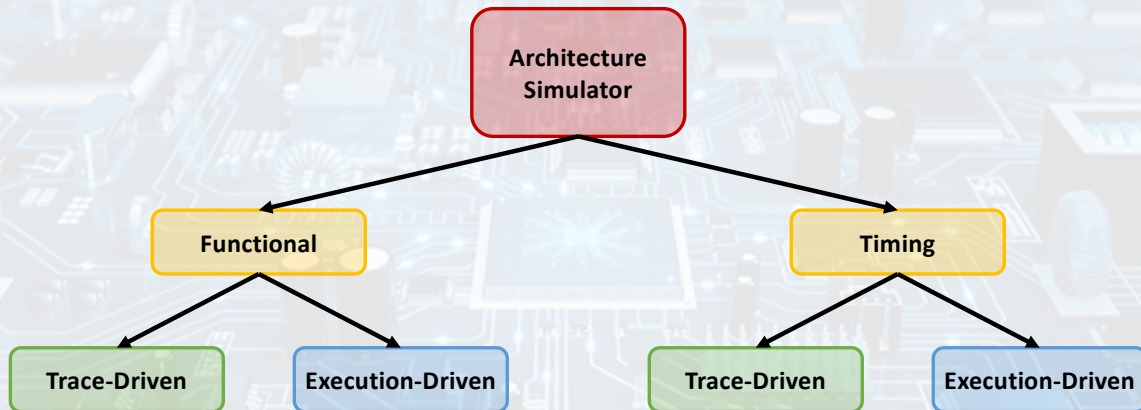 Architecture
Simulator
Functional
Timing
Trace-Driven
Execution-Driven
Trace-Driven
Execution-Driven